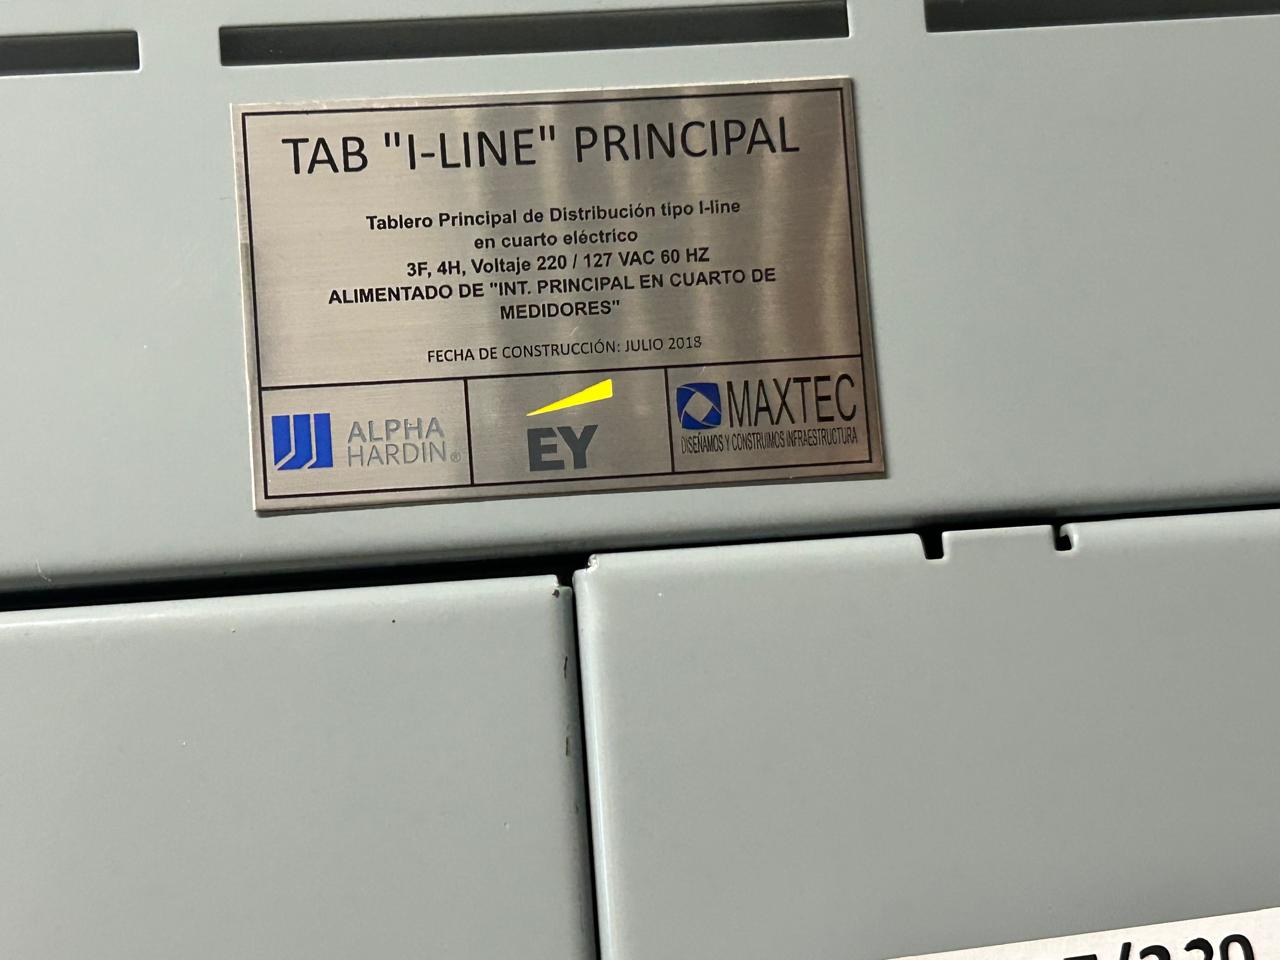 TAB "I-LINE" PRINCIPAL
Tablero Principal de Distribución tipo I-line
en cuarto eléctrico
3F, 4H, Voltaje 220 / 127 VAC 60 HZ
ALIMENTADO DE "INT. PRINCIPAL EN CUARTO DE
MEDIDORES"
FECHA DE CONSTRUCCIÓN: JULIO 2018
ALPHA
HARDIN®
EY
MAXTEC
DISEÑAMOS Y CONSTRUIMOS INFRAESTRUCTURA